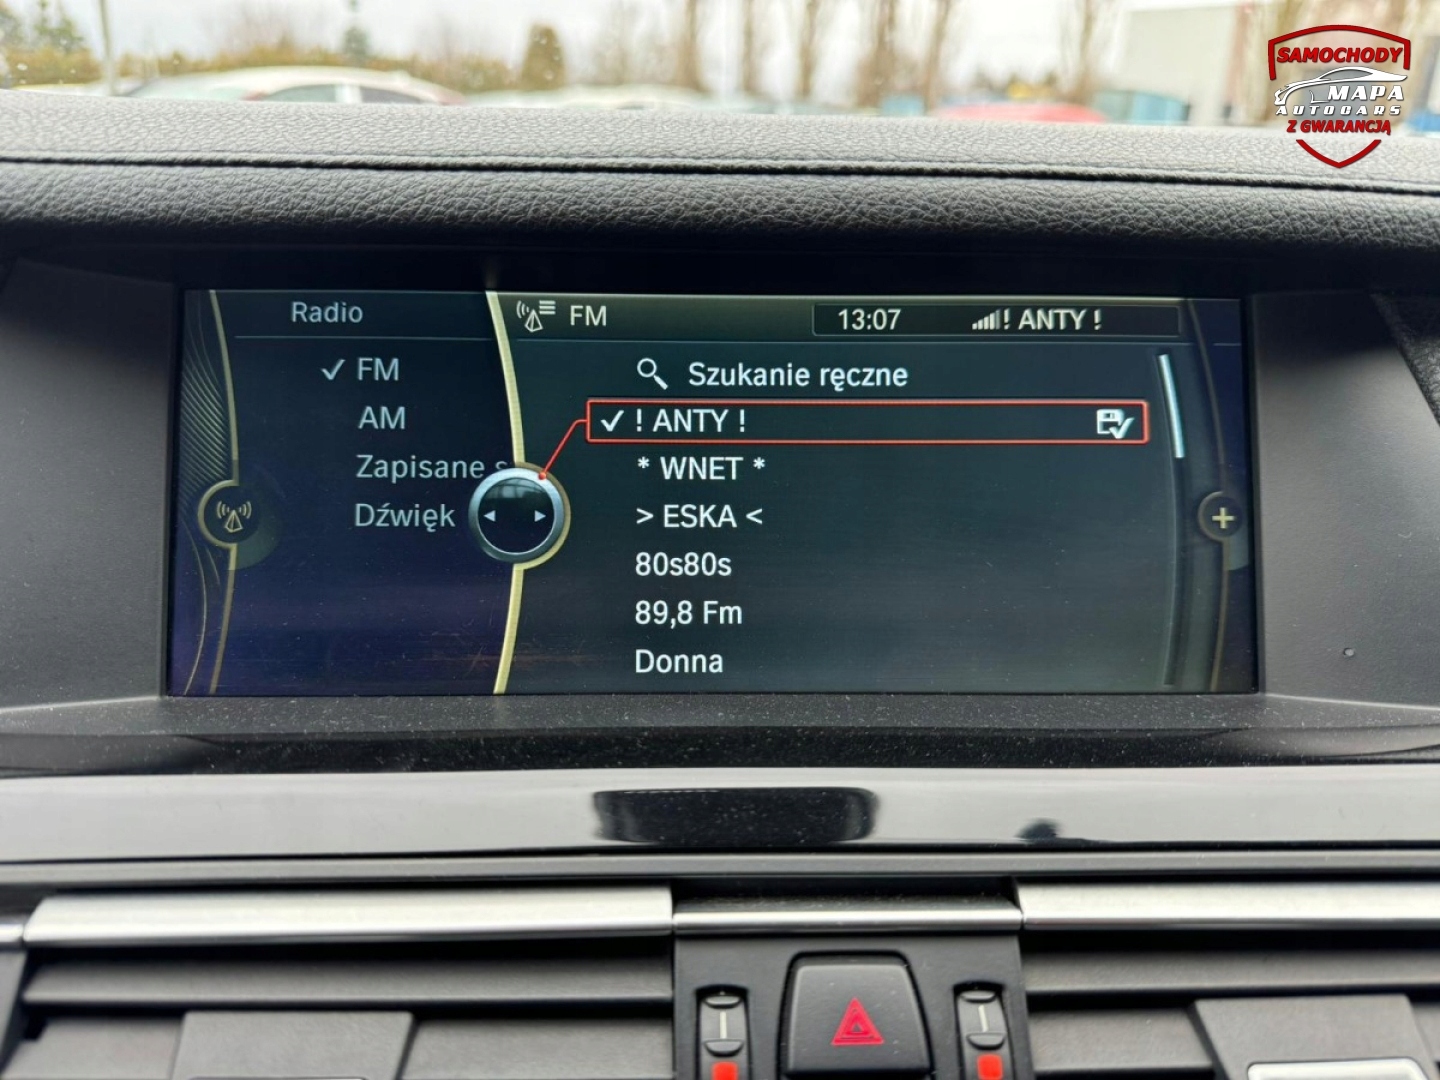 SAMOCHODY
MAPA
AUTOCARS
Z GWARANCJĄ
Radio
FM
13:07
! ANTY !
✓ FM
AM
Zapisane s
Dźwięk
Szukanie ręczne
✓ ! ANTY !
* WNET *
> ESKA <
80s80s
89,8 Fm
Donna